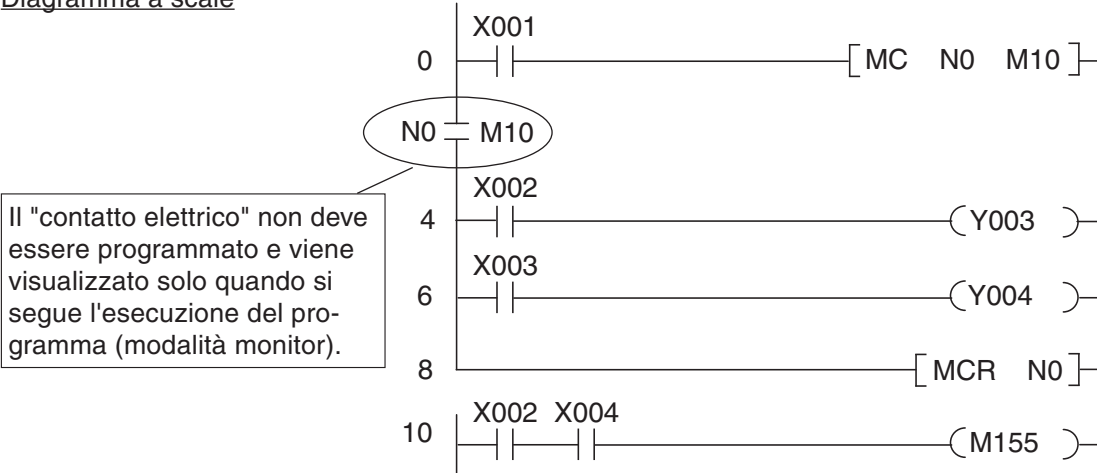 Diagramma a scale
X001
0 MC N0 M10
N0 M10
Il "contatto elettrico" non deve
essere programmato e viene
visualizzato solo quando si
segue l'esecuzione del pro-
gramma (modalità monitor).
X002
4 Y003
X003
6 Y004
8 MCR N0
X002 X004
10 M155